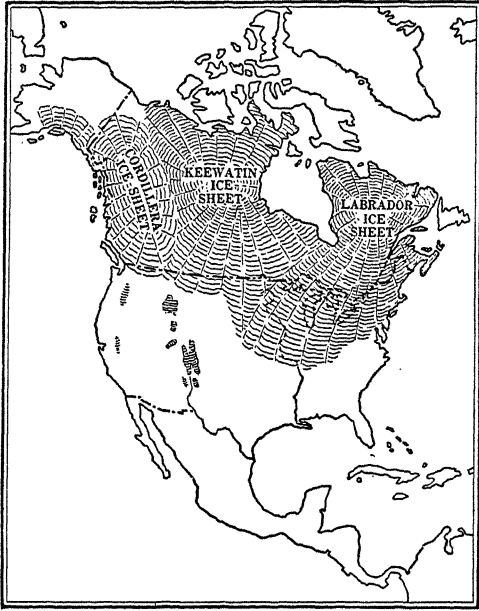 CORDILLERA
ICE SHEET
KEEWATIN
ICE
SHEET
LABRADOR
ICE
SHEET